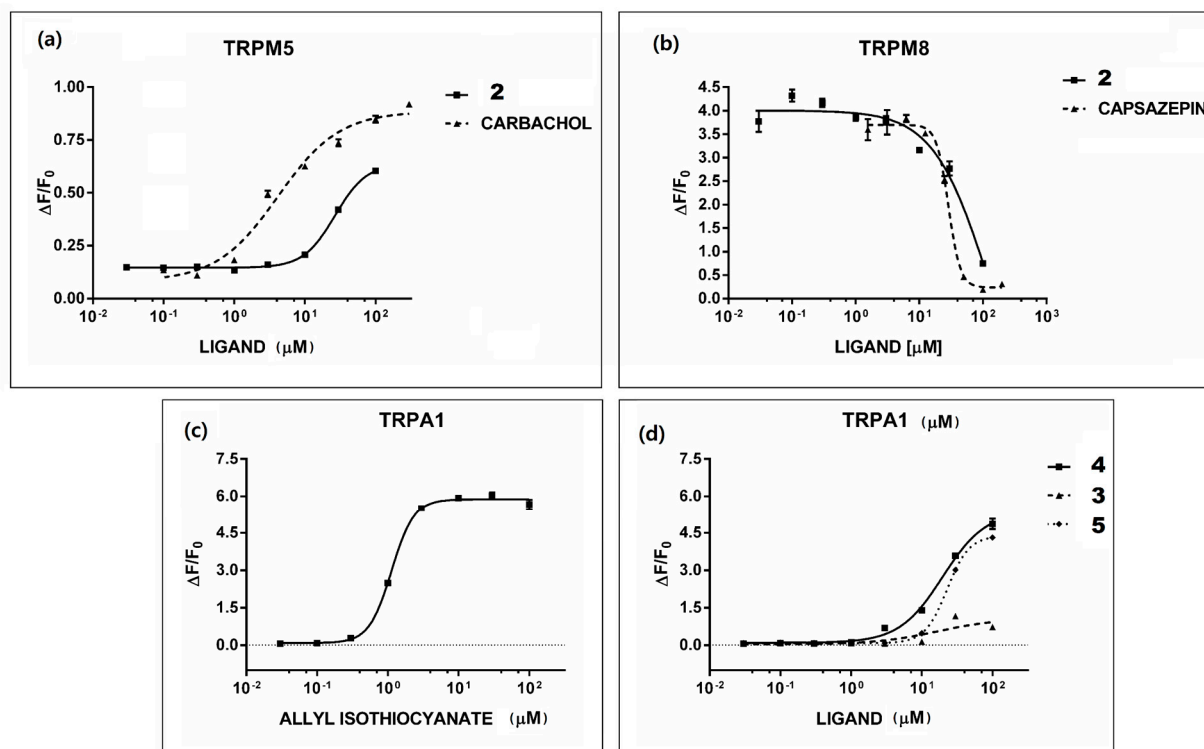 (a)
TRPM5
1.00
0.75
0.50
0.25
0.00
ΔF/F0
10-2 10-1 100 101 102
LIGAND (μM)
2
CARBACHOL
(b)
TRPM8
4.5
4.0
3.5
3.0
2.5
2.0
1.5
1.0
0.5
0.0
ΔF/F0
10-2 10-1 100 101 102 103
LIGAND [μM]
2
CAPSAZEPIN
(c)
TRPA1
7.5
6.0
4.5
3.0
1.5
0.0
ΔF/F0
10-2 10-1 100 101 102
ALLYL ISOTHIOCYANATE (μM)
(d)
TRPA1 (μM)
7.5
6.0
4.5
3.0
1.5
0.0
ΔF/F0
10-2 10-1 100 101 102
LIGAND (μM)
4
3
5